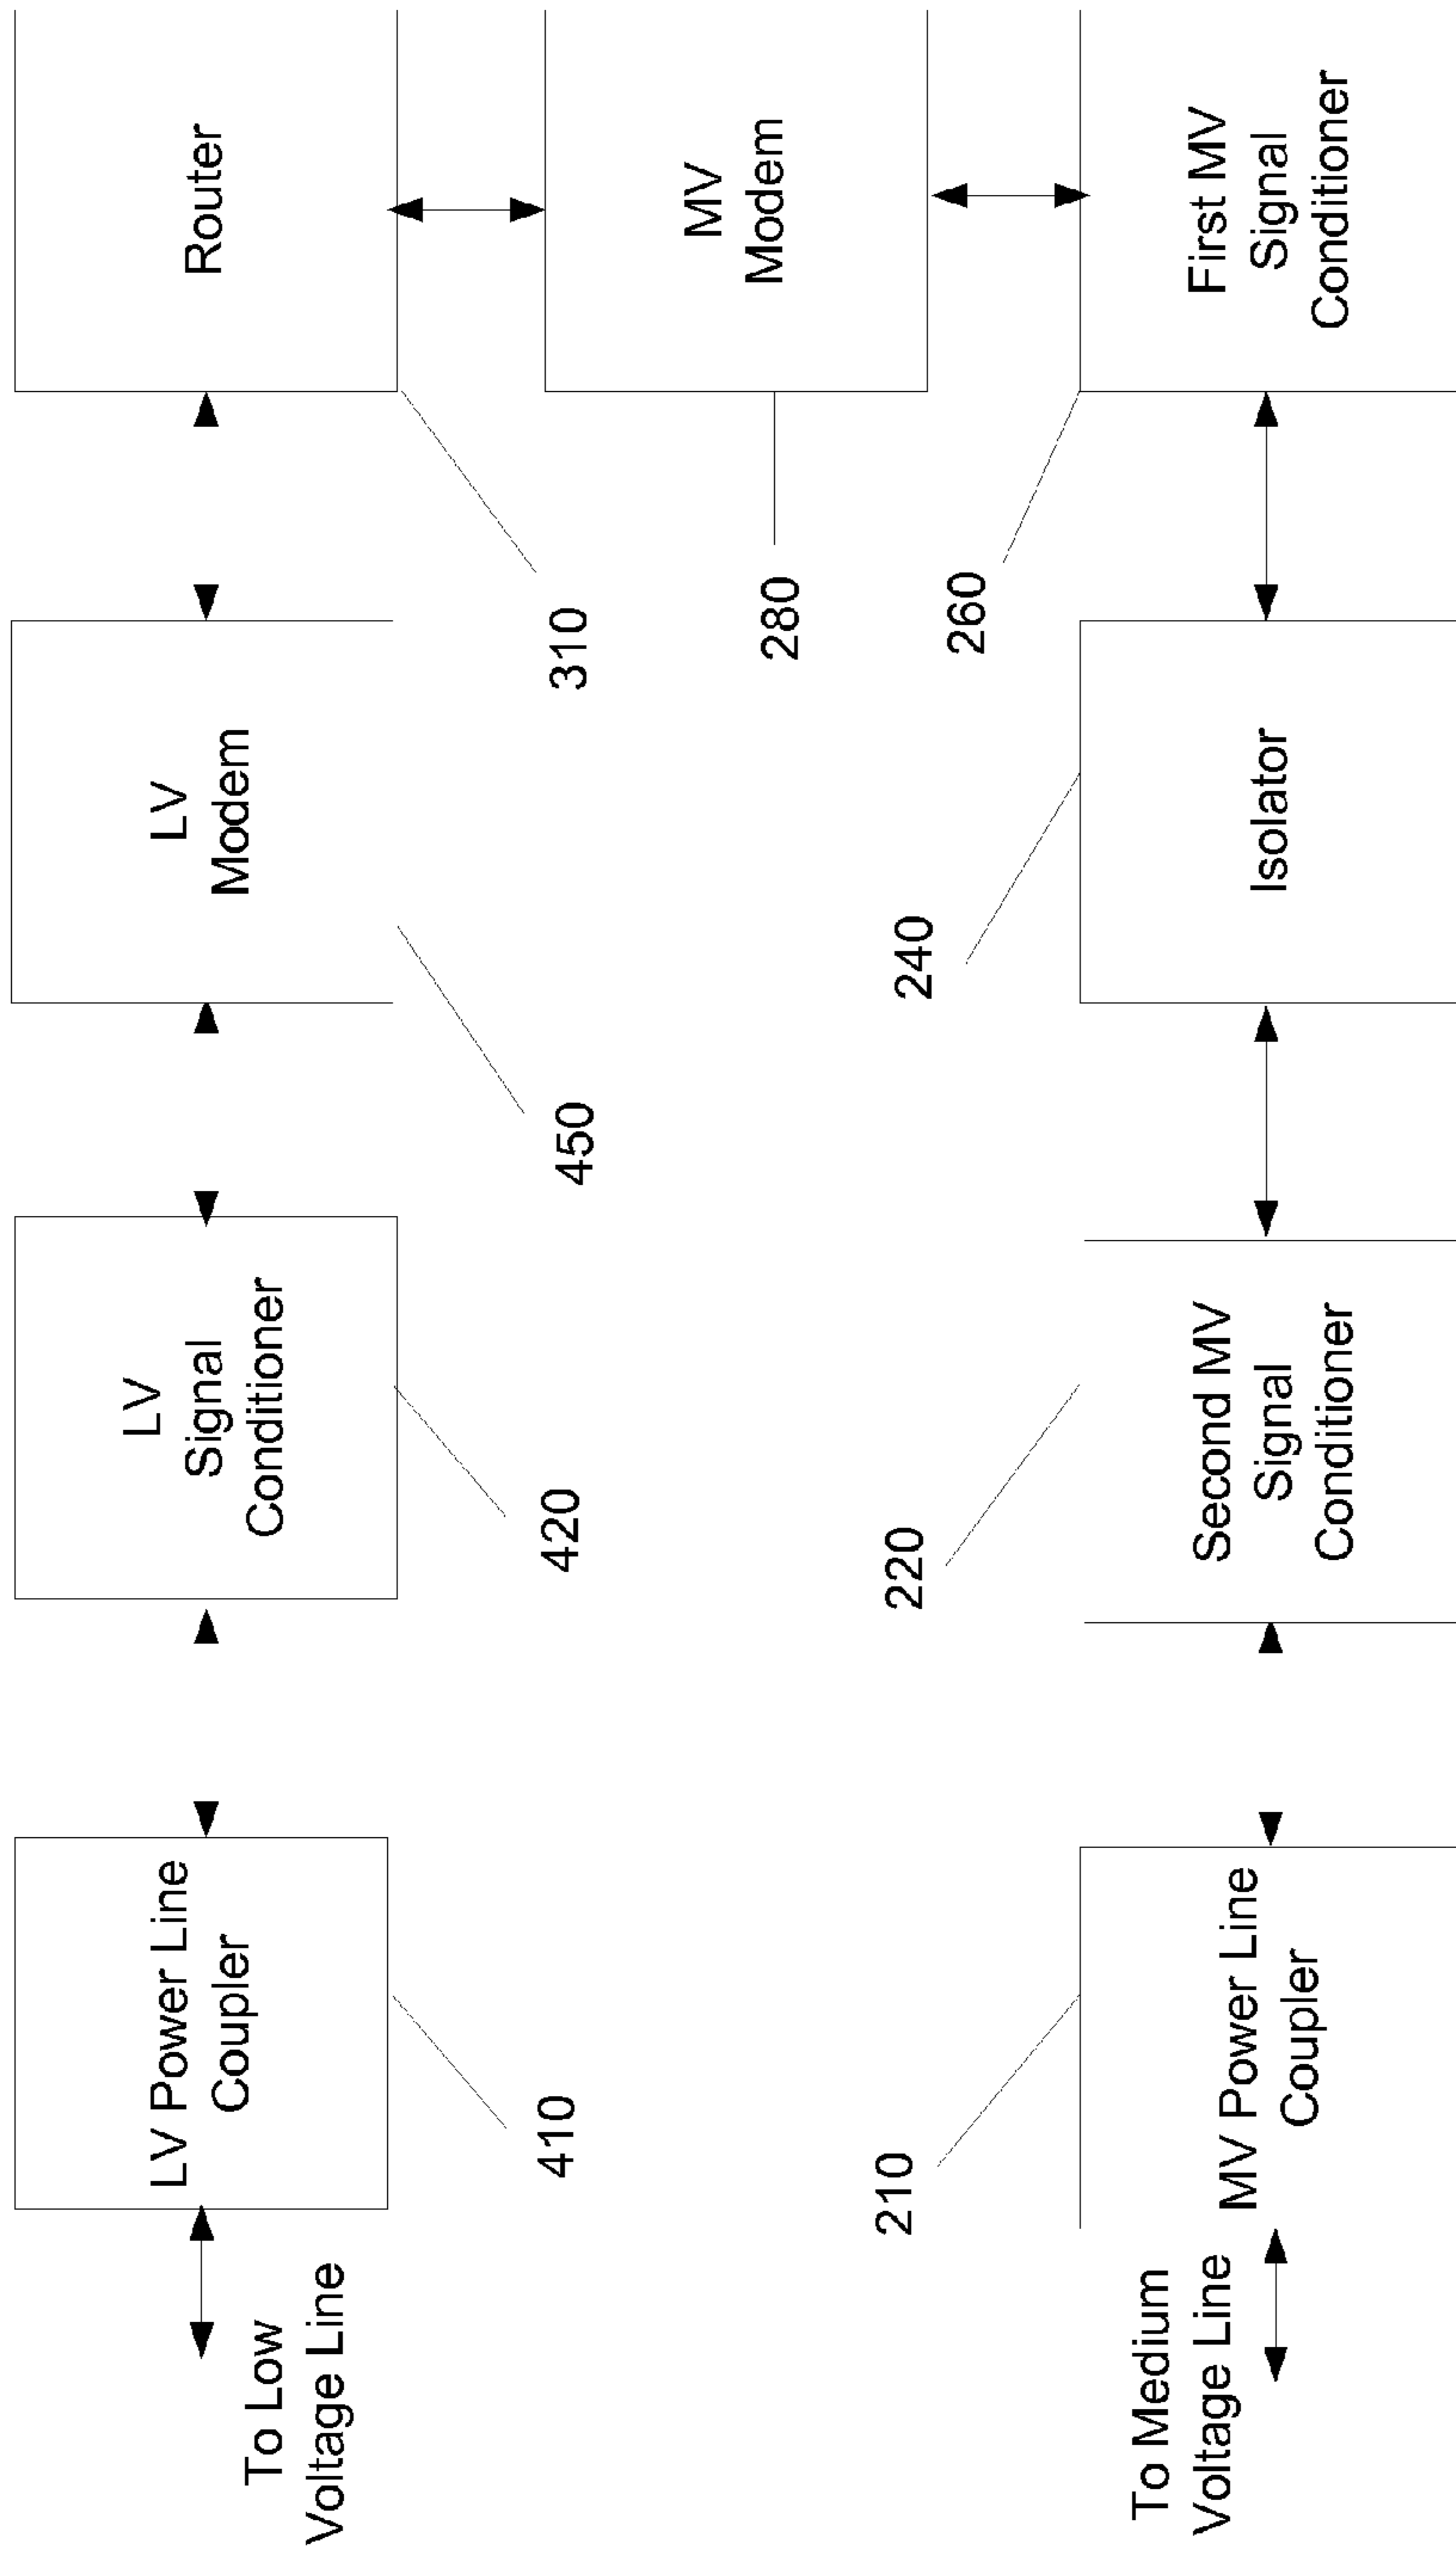 To Low
Voltage Line
LV Power Line
Coupler
410
LV
Signal
Conditioner
420
LV
Modem
450
Router
310
MV
Modem
280
To Medium
Voltage Line
MV Power Line
Coupler
210
Second MV
Signal
Conditioner
220
Isolator
240
First MV
Signal
Conditioner
260